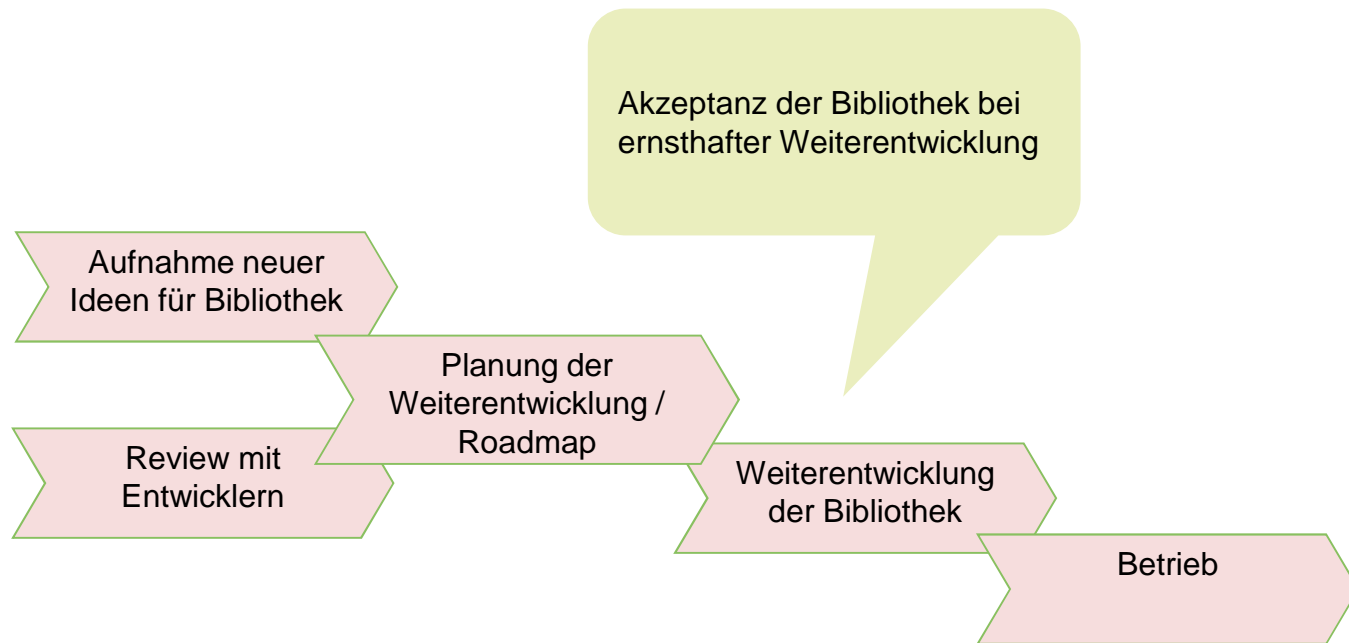 Akzeptanz der Bibliothek bei
ernsthafter Weiterentwicklung
Aufnahme neuer
Ideen für Bibliothek
Planung der
Weiterentwicklung /
Roadmap
Review mit
Entwicklern
Weiterentwicklung
der Bibliothek
Betrieb